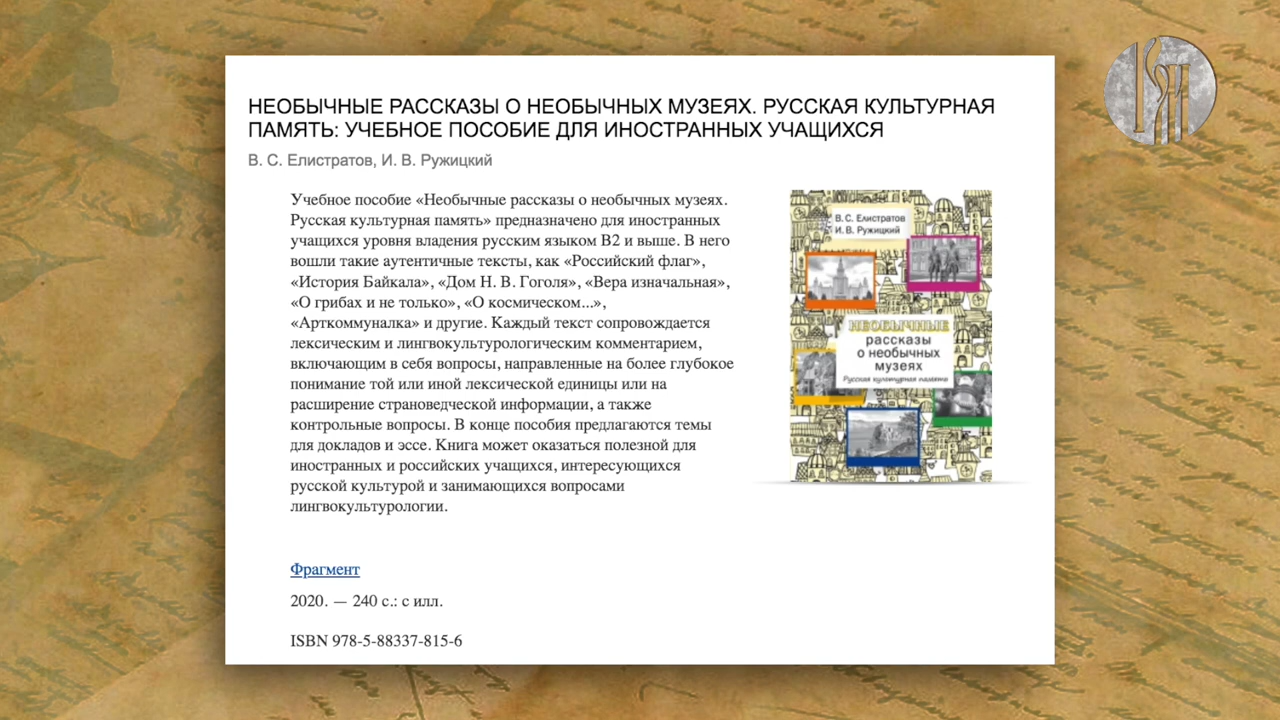 НЕОБЫЧНЫЕ РАССКАЗЫ О НЕОБЫЧНЫХ МУЗЕЯХ. РУССКАЯ КУЛЬТУРНАЯ
ПАМЯТЬ: УЧЕБНОЕ ПОСОБИЕ ДЛЯ ИНОСТРАННЫХ УЧАЩИХСЯ
В. С. Елистратов, И. В. Ружицкий
Учебное пособие «Необычные рассказы о необычных музеях.
Русская культурная память» предназначено для иностранных
учащихся уровня владения русским языком В2 и выше. В него
вошли такие аутентичные тексты, как «Российский флаг»,
«История Байкала», «Дом Н. В. Гоголя», «Вера изначальная»,
«О грибах и не только», «О космическом...»,
«Арткоммуналка» и другие. Каждый текст сопровождается
лексическим и лингвокультурологическим комментарием,
включающим в себя вопросы, направленные на более глубокое
понимание той или иной лексической единицы или на
расширение страноведческой информации, а также
контрольные вопросы. В конце пособия предлагаются темы
для докладов и эссе. Книга может оказаться полезной для
иностранных и российских учащихся, интересующихся
русской культурой и занимающихся вопросами
лингвокультурологии.
Фрагмент
2020. — 240 с.: с илл.
ISBN 978-5-88337-815-6
В. С. Елистратов
И. В. Ружицкий
НЕОБЫЧНЫЕ
рассказы
о необычных
музеях
Русская культурная память